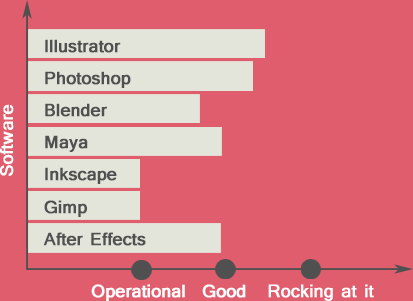 Software
Illustrator
Photoshop
Blender
Maya
Inkscape
Gimp
After Effects
Operational Good Rocking at it